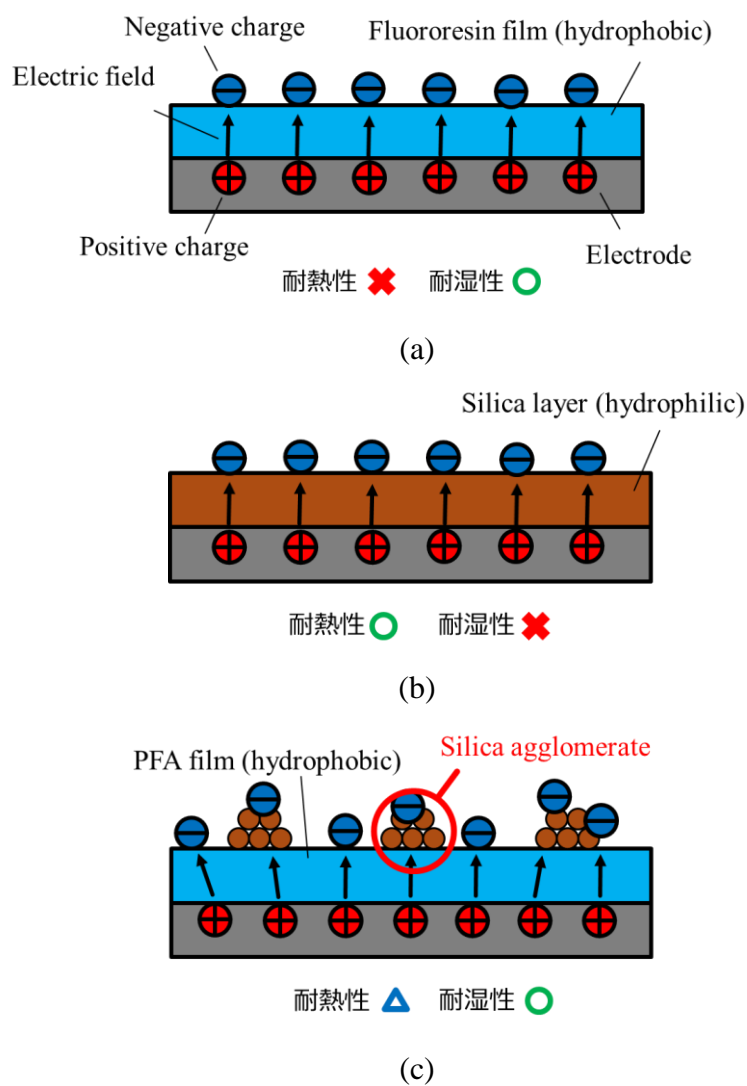 Negative charge
Fluororesin film (hydrophobic)
Electric field
Positive charge
Electrode
耐熱性 ✖ 耐湿性 ○
(a)
Silica layer (hydrophilic)
耐熱性 ○ 耐湿性 ✖
(b)
Silica agglomerate
PFA film (hydrophobic)
耐熱性 △ 耐湿性 ○
(c)